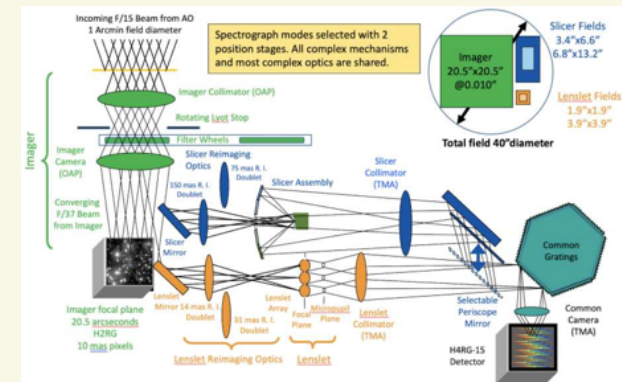 Incoming F/15 Beam from AO
1 Arcmin field diameter
Spectrograph modes selected with 2
position stages. All complex mechanisms
and most complex optics are shared.
Imager
20.5"x20.5"
@0.010"
Slicer Fields
3.4"x6.6"
6.8"x13.2"
Lenslet Fields
1.9"x1.9"
3.9"x3.9"
Total field 40"diameter
Imager
Imager Collimator (OAP)
Rotating Lyot Stop
Filter Wheels
Imager
Camera
(OAP)
Slicer Reimaging
Optics
75 mas R. I.
Doublet
150 mas R. I.
Doublet
Slicer Assembly
Slicer
Collimator
(TMA)
Converging
F/37 Beam
from Imager
Slicer
Mirror
Common
Gratings
Lenslet
Mirror
14 mas R. I.
Doublet
31 mas R. I.
Doublet
Lenslet
Array
Focal
Plane
Micropupil
Plane
Lenslet
Collimator
(TMA)
Selectable
Periscope
Mirror
Common
Camera
(TMA)
Imager focal plane
20.5 arcseconds
H2RG
10 mas pixels
Lenslet Reimaging Optics
Lenslet
H4RG-15
Detector